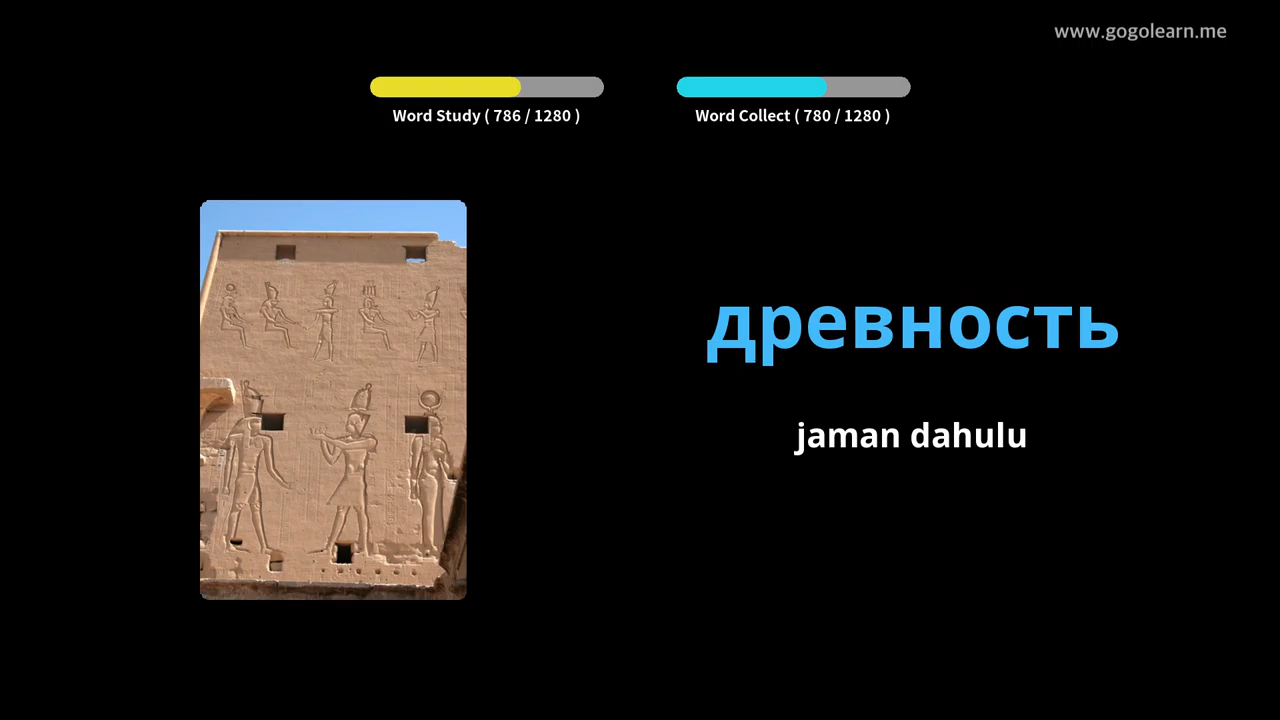 www.gogolearn.me
Word Study ( 786 / 1280 )
Word Collect ( 780 / 1280 )
древность
jaman dahulu